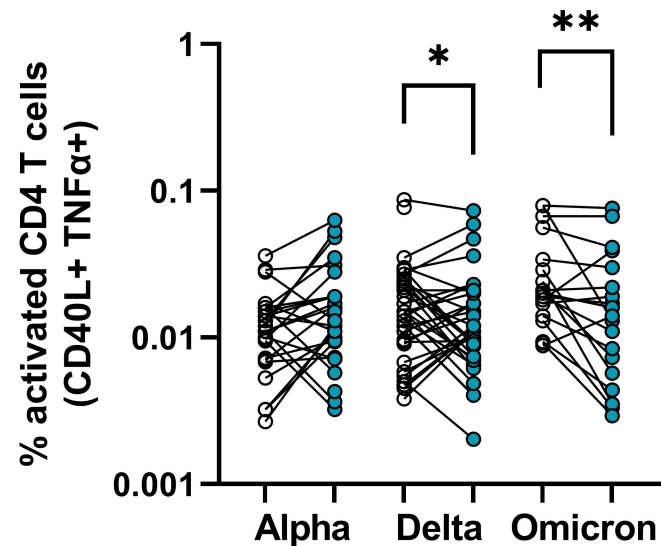 % activated CD4 T cells
(CD40L+ TNFα+)
1
0.1
0.01
0.001
*
**
Alpha Delta Omicron